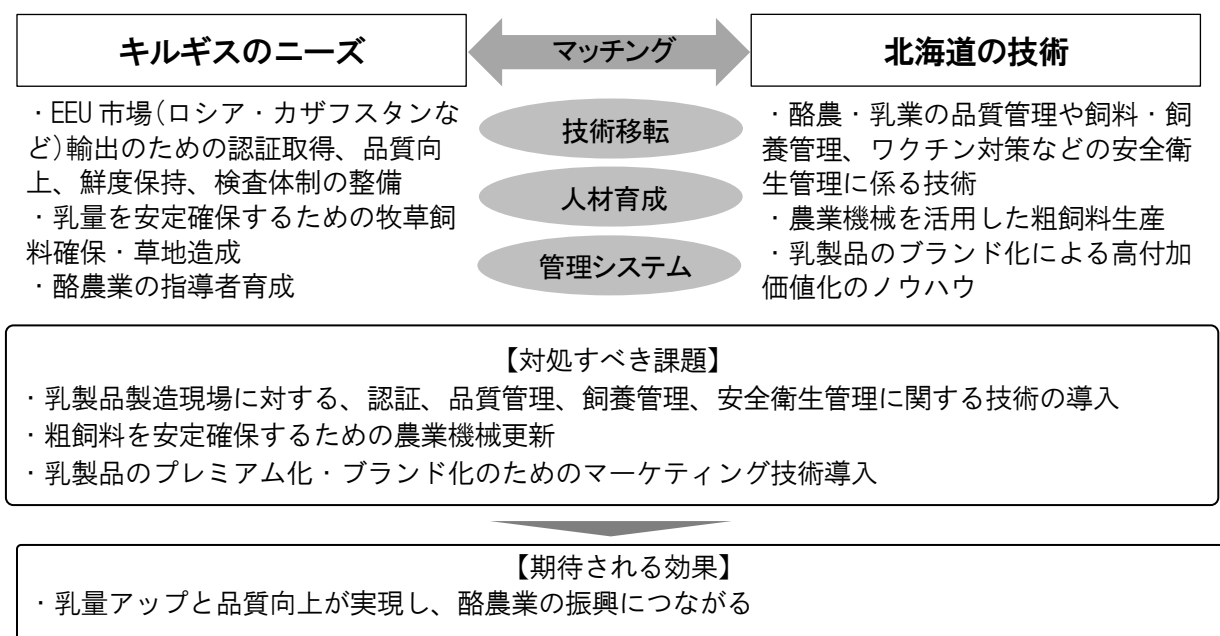 キルギスのニーズ
マッチング
北海道の技術
・EEU 市場(ロシア・カザフスタンな
ど)輸出のための認証取得、品質向
上、鮮度保持、検査体制の整備
・乳量を安定確保するための牧草飼
料確保・草地造成
・酪農業の指導者育成
技術移転
人材育成
管理システム
・酪農・乳業の品質管理や飼料・飼
養管理、ワクチン対策などの安全衛
生管理に係る技術
・農業機械を活用した粗飼料生産
・乳製品のブランド化による高付加
価値化のノウハウ
【対処すべき課題】
・乳製品製造現場に対する、認証、品質管理、飼養管理、安全衛生管理に関する技術の導入
・粗飼料を安定確保するための農業機械更新
・乳製品のプレミアム化・ブランド化のためのマーケティング技術導入
【期待される効果】
・乳量アップと品質向上が実現し、酪農業の振興につながる